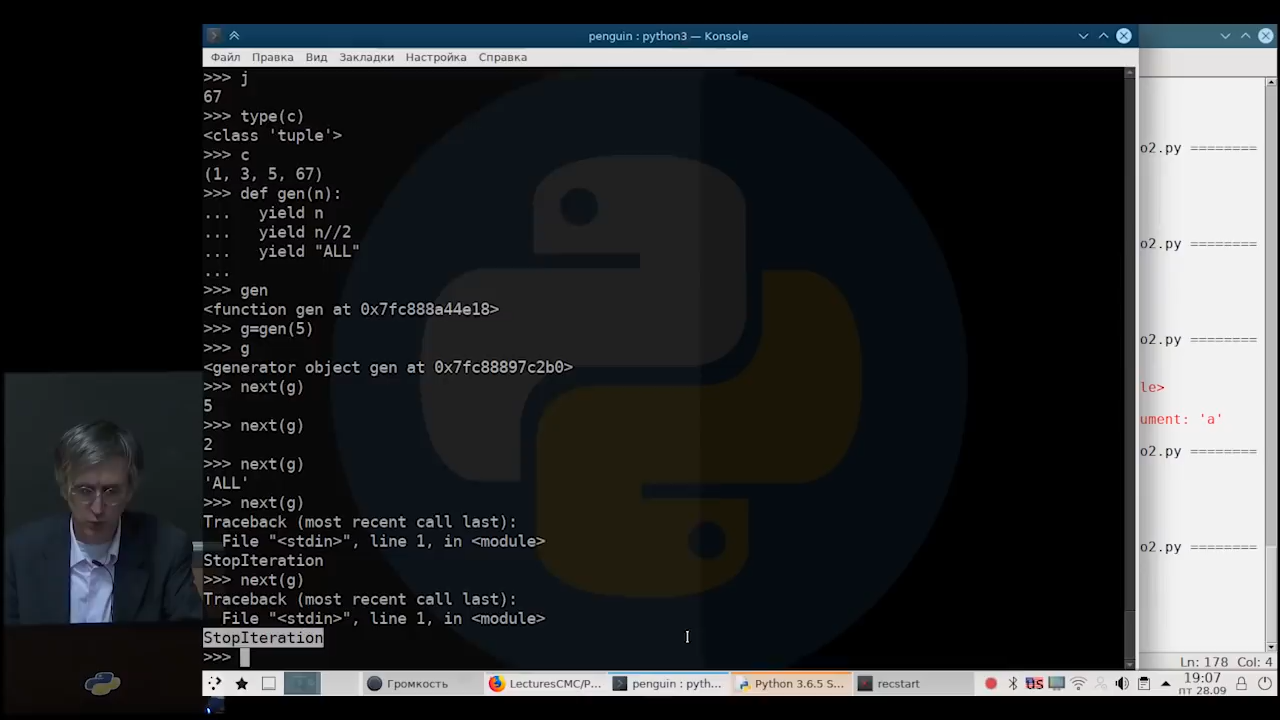 penguin : python3 — Konsole
Файл Правка Вид Закладки Настройка Справка
>>> j
67
>>> type(c)
<class 'tuple'>
>>> c
(1, 3, 5, 67)
>>> def gen(n):
...   yield n
...   yield n//2
...   yield "ALL"
...
>>> gen
<function gen at 0x7fc888a44e18>
>>> g=gen(5)
>>> g
<generator object gen at 0x7fc88897c2b0>
>>> next(g)
5
>>> next(g)
2
>>> next(g)
'ALL'
>>> next(g)
Traceback (most recent call last):
  File "<stdin>", line 1, in <module>
StopIteration
>>> next(g)
Traceback (most recent call last):
  File "<stdin>", line 1, in <module>
StopIteration
>>>
o2.py ========
o2.py ========
o2.py ========
le>
ument: 'a'
o2.py ========
o2.py ========
Ln: 178 Col: 4
Громкость
LecturesCMC/P...
penguin : pyth...
Python 3.6.5 S...
recstart
US
19:07
пт 28.09